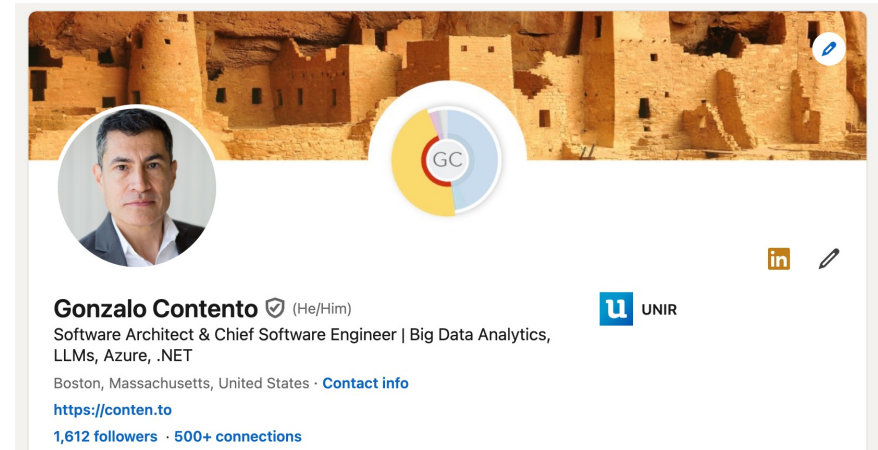 GC
in
Gonzalo Contento (He/Him)
u UNIR
Software Architect & Chief Software Engineer | Big Data Analytics,
LLMs, Azure, .NET
Boston, Massachusetts, United States · Contact info
https://conten.to
1,612 followers · 500+ connections